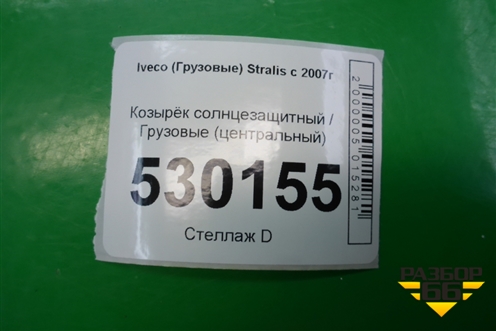 Iveco (Грузовые) Stralis с 2007г
Козырёк солнцезащитный /
Грузовые (центральный)
530155
Стеллаж D
2000005015281
РАЗБОР
66